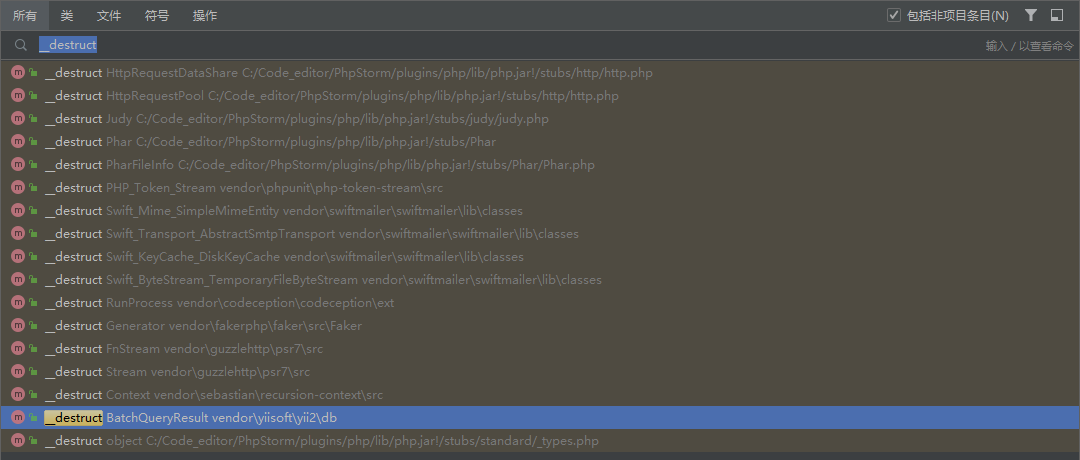 所有 类 文件 符号 操作 包括非项目条目(N)
__destruct 输入 / 以查看命令
__destruct HttpRequestDataShare C:/Code_editor/PhpStorm/plugins/php/lib/php.jar!/stubs/http/http.php
__destruct HttpRequestPool C:/Code_editor/PhpStorm/plugins/php/lib/php.jar!/stubs/http/http.php
__destruct Judy C:/Code_editor/PhpStorm/plugins/php/lib/php.jar!/stubs/judy/judy.php
__destruct Phar C:/Code_editor/PhpStorm/plugins/php/lib/php.jar!/stubs/Phar
__destruct PharFileInfo C:/Code_editor/PhpStorm/plugins/php/lib/php.jar!/stubs/Phar/Phar.php
__destruct PHP_Token_Stream vendor\phpunit\php-token-stream\src
__destruct Swift_Mime_SimpleMimeEntity vendor\swiftmailer\swiftmailer\lib\classes
__destruct Swift_Transport_AbstractSmtpTransport vendor\swiftmailer\swiftmailer\lib\classes
__destruct Swift_KeyCache_DiskKeyCache vendor\swiftmailer\swiftmailer\lib\classes
__destruct Swift_ByteStream_TemporaryFileByteStream vendor\swiftmailer\swiftmailer\lib\classes
__destruct RunProcess vendor\codeception\codeception\ext
__destruct Generator vendor\fakerphp\faker\src\Faker
__destruct FnStream vendor\guzzlehttp\psr7\src
__destruct Stream vendor\guzzlehttp\psr7\src
__destruct Context vendor\sebastian\recursion-context\src
__destruct BatchQueryResult vendor\yiisoft\yii2\db
__destruct object C:/Code_editor/PhpStorm/plugins/php/lib/php.jar!/stubs/standard/_types.php